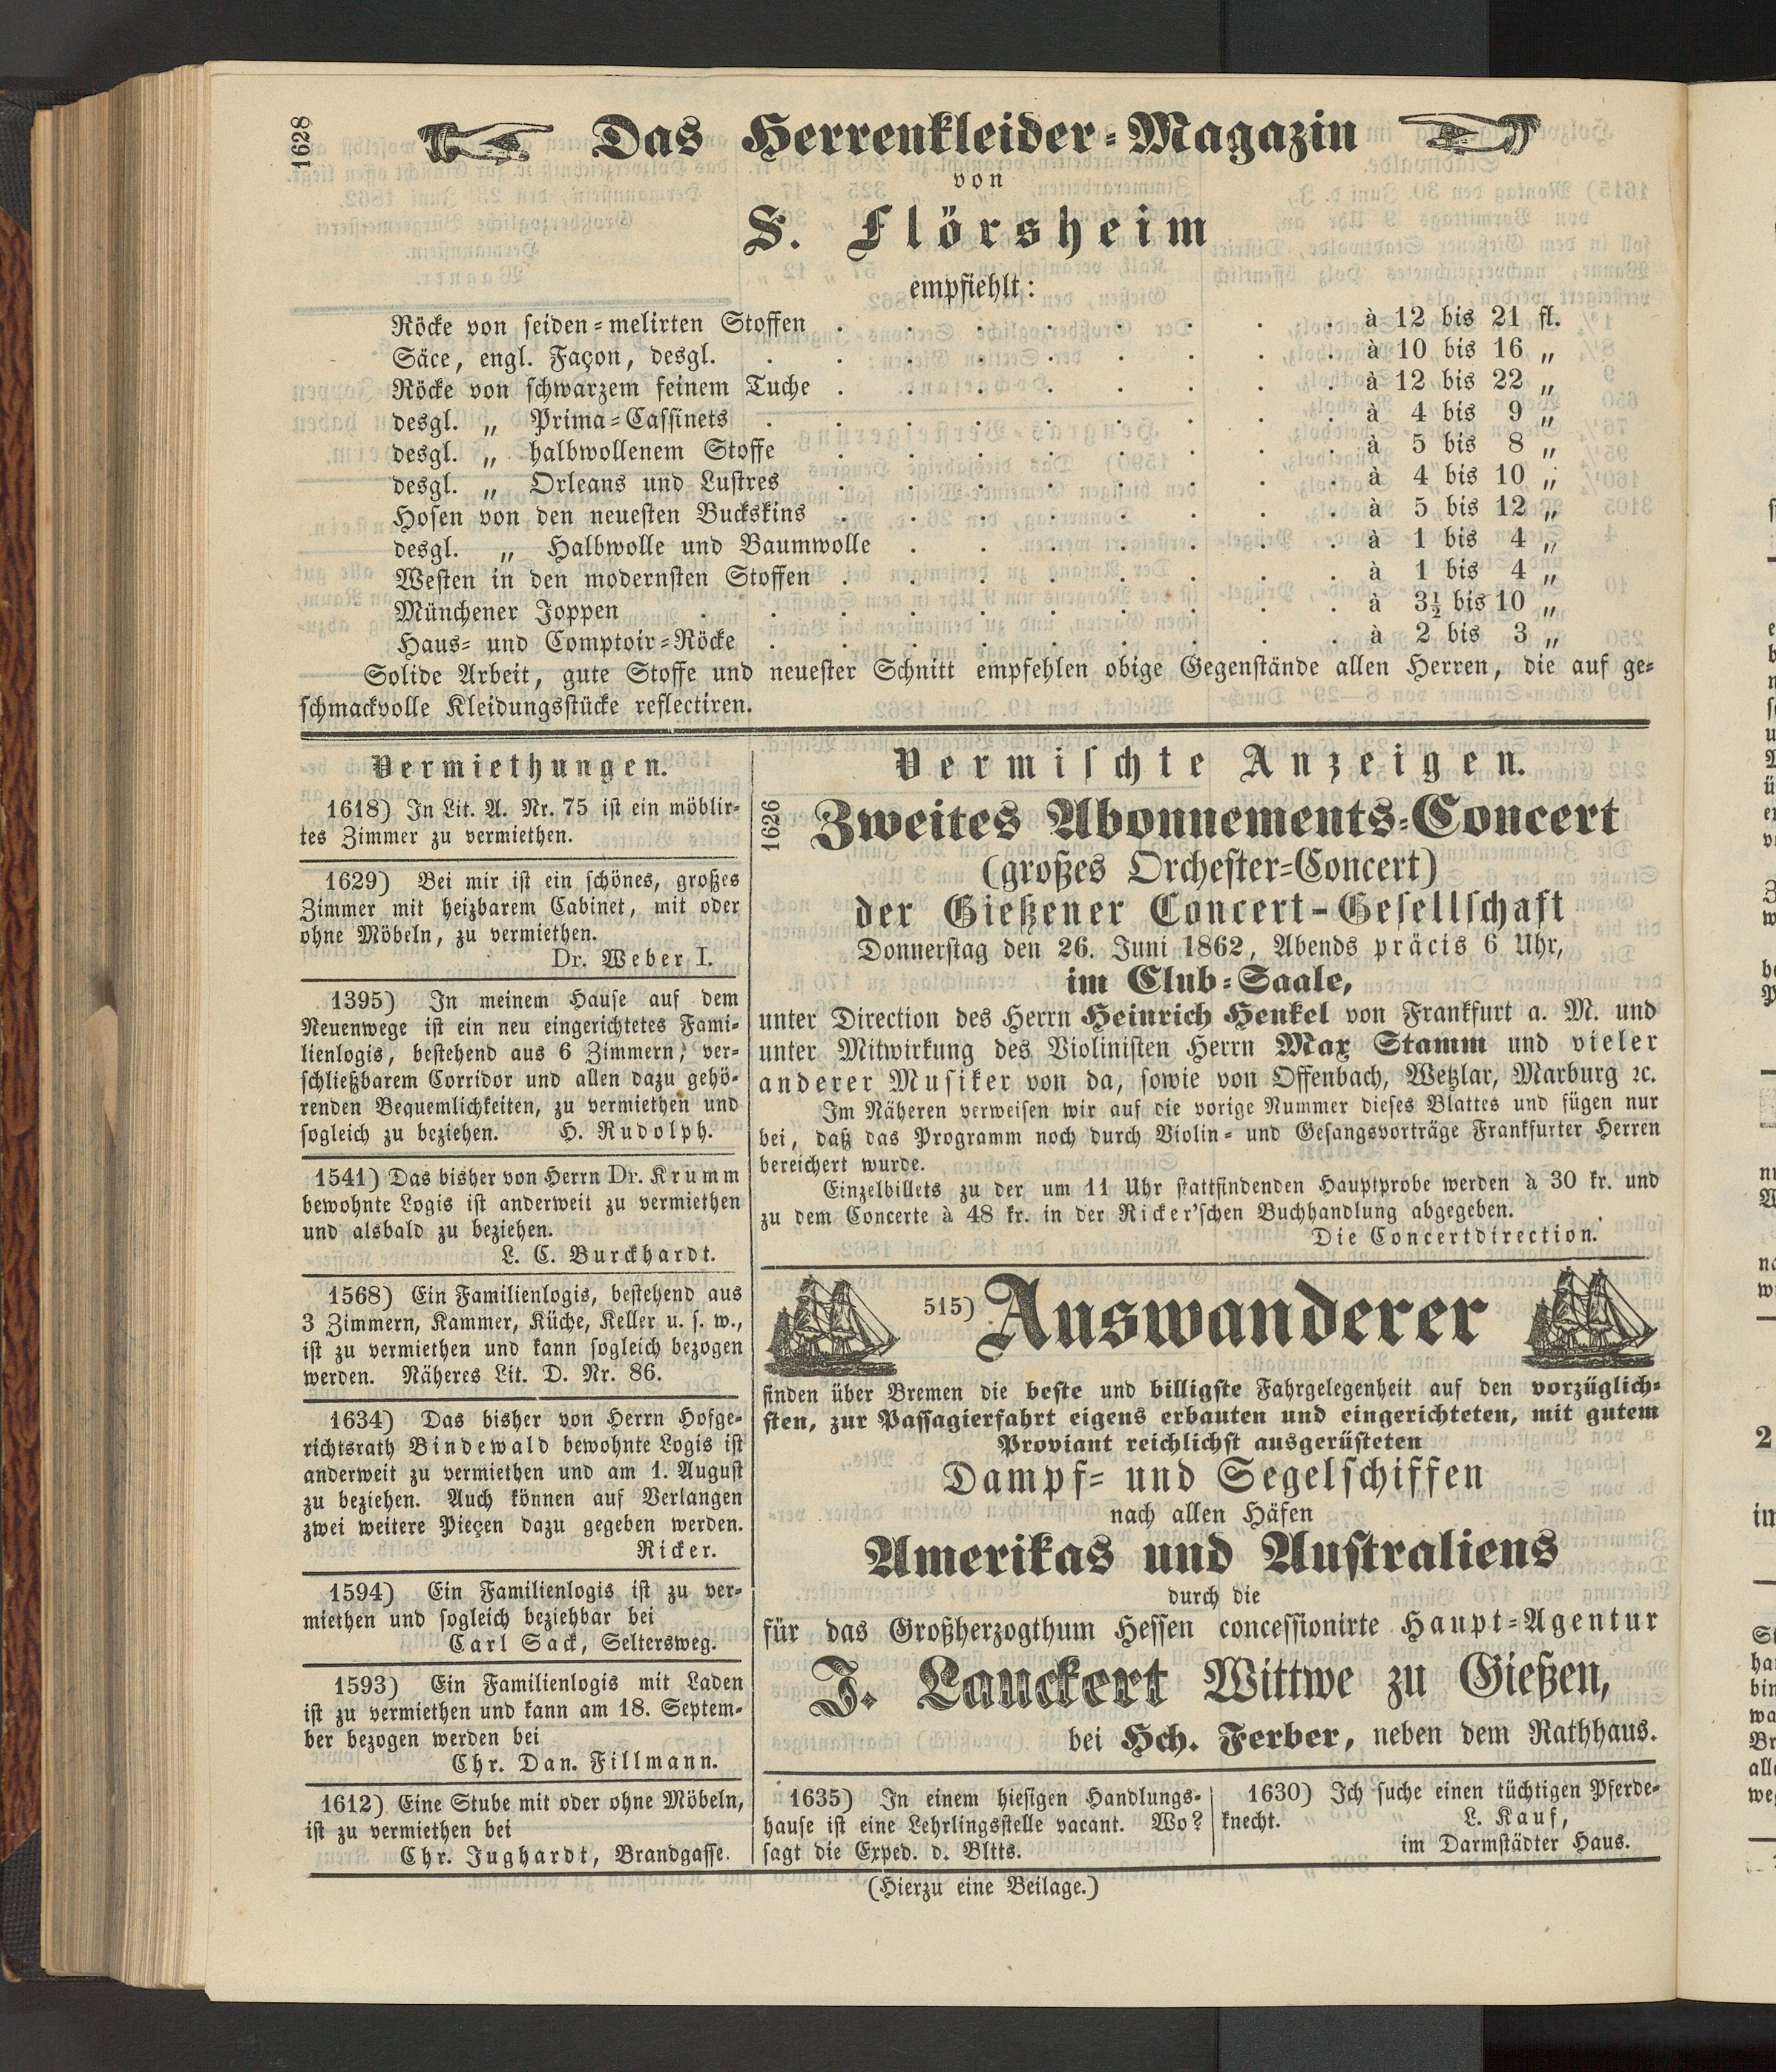 1628
Das Herrenkleider-Magazin
von
S. Flörsheim
empfiehlt:
Röcke von seiden-melirten Stoffen . . . . . . . . à 12 bis 21 fl.
Säce, engl. Façon, desgl. . . . . . . . . . à 10 bis 16 „
Röcke von schwarzem feinem Tuche . . . . . . . . à 12 bis 22 „
desgl. „ Prima-Cassinets . . . . . . . . . à 4 bis 9 „
desgl. „ halbwollenem Stoffe . . . . . . . . à 5 bis 8 „
desgl. „ Orleans und Lustres . . . . . . . . à 4 bis 10 „
Hosen von den neuesten Buckskins . . . . . . . . à 5 bis 12 „
desgl. „ Halbwolle und Baumwolle . . . . . . . à 1 bis 4 „
Westen in den modernsten Stoffen . . . . . . . . à 1 bis 4 „
Münchener Joppen . . . . . . . . . . à 3½ bis 10 „
Haus- und Comptoir-Röcke . . . . . . . . . à 2 bis 3 „
Solide Arbeit, gute Stoffe und neuester Schnitt empfehlen obige Gegenstände allen Herren, die auf ge-
schmackvolle Kleidungsstücke reflectiren.
Vermiethungen.
1618) In Lit. A. Nr. 75 ist ein möblir-
tes Zimmer zu vermiethen.
1629) Bei mir ist ein schönes, großes
Zimmer mit heizbarem Cabinet, mit oder
ohne Möbeln, zu vermiethen.
Dr. Weber I.
1395) In meinem Hause auf dem
Neuenwege ist ein neu eingerichtetes Fami-
lienlogis, bestehend aus 6 Zimmern, ver-
schließbarem Corridor und allen dazu gehö-
renden Bequemlichkeiten, zu vermiethen und
sogleich zu beziehen. H. Rudolph.
1541) Das bisher von Herrn Dr. Krumm
bewohnte Logis ist anderweit zu vermiethen
und alsbald zu beziehen.
L. C. Burckhardt.
1568) Ein Familienlogis, bestehend aus
3 Zimmern, Kammer, Küche, Keller u. s. w.,
ist zu vermiethen und kann sogleich bezogen
werden. Näheres Lit. D. Nr. 86.
1634) Das bisher von Herrn Hofge-
richtsrath Bindewald bewohnte Logis ist
anderweit zu vermiethen und am 1. August
zu beziehen. Auch können auf Verlangen
zwei weitere Pieçen dazu gegeben werden.
Ricker.
1594) Ein Familienlogis ist zu ver-
miethen und sogleich beziehbar bei
Carl Sack, Seltersweg.
1593) Ein Familienlogis mit Laden
ist zu vermiethen und kann am 18. Septem-
ber bezogen werden bei
Chr. Dan. Fillmann.
1612) Eine Stube mit oder ohne Möbeln,
ist zu vermiethen bei
Chr. Jughardt, Brandgasse.
Vermischte Anzeigen.
1626
Zweites Abonnements-Concert
(großes Orchester-Concert)
der Gießener Concert-Gesellschaft
Donnerstag den 26. Juni 1862, Abends präcis 6 Uhr,
im Club-Saale,
unter Direction des Herrn Heinrich Henkel von Frankfurt a. M. und
unter Mitwirkung des Violinisten Herrn Max Stamm und vieler
anderer Musiker von da, sowie von Offenbach, Wetzlar, Marburg ꝛc.
Im Näheren verweisen wir auf die vorige Nummer dieses Blattes und fügen nur
bei, daß das Programm noch durch Violin- und Gesangsvorträge Frankfurter Herren
bereichert wurde.
Einzelbillets zu der um 11 Uhr stattfindenden Hauptprobe werden à 30 kr. und
zu dem Concerte à 48 kr. in der Ricker'schen Buchhandlung abgegeben.
Die Concertdirection.
515) Auswanderer
finden über Bremen die beste und billigste Fahrgelegenheit auf den vorzüglich-
sten, zur Passagierfahrt eigens erbauten und eingerichteten, mit gutem
Proviant reichlichst ausgerüsteten
Dampf- und Segelschiffen
nach allen Häfen
Amerikas und Australiens
durch die
für das Großherzogthum Hessen concessionirte Haupt-Agentur
J. Lauckert Wittwe zu Gießen,
bei Hch. Ferber, neben dem Rathhaus.
1635) In einem hiesigen Handlungs-
hause ist eine Lehrlingsstelle vacant. Wo?
sagt die Exped. d. Bltts.
1630) Ich suche einen tüchtigen Pferde-
knecht. L. Kauf,
im Darmstädter Haus.
(Hierzu eine Beilage.)